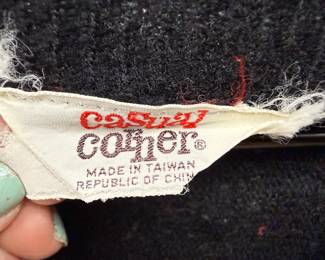 casual
corner®
MADE IN TAIWAN
REPUBLIC OF CHIN